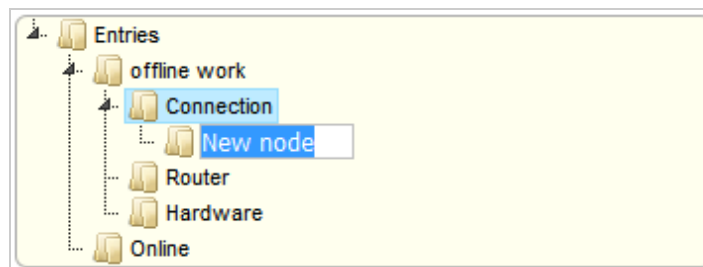 Entries
offline work
Connection
New node
Router
Hardware
Online